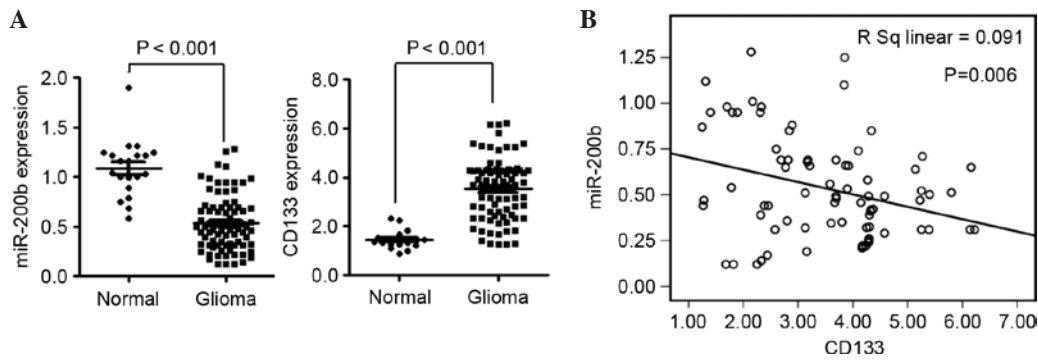 A
P < 0.001
miR-200b expression
2.0
1.5
1.0
0.5
0.0
Normal Glioma
P < 0.001
CD133 expression
8.0
6.0
4.0
2.0
0.0
Normal Glioma
B
R Sq linear = 0.091
P=0.006
miR-200b
1.25
1.00
0.75
0.50
0.25
0.00
1.00 2.00 3.00 4.00 5.00 6.00 7.00
CD133